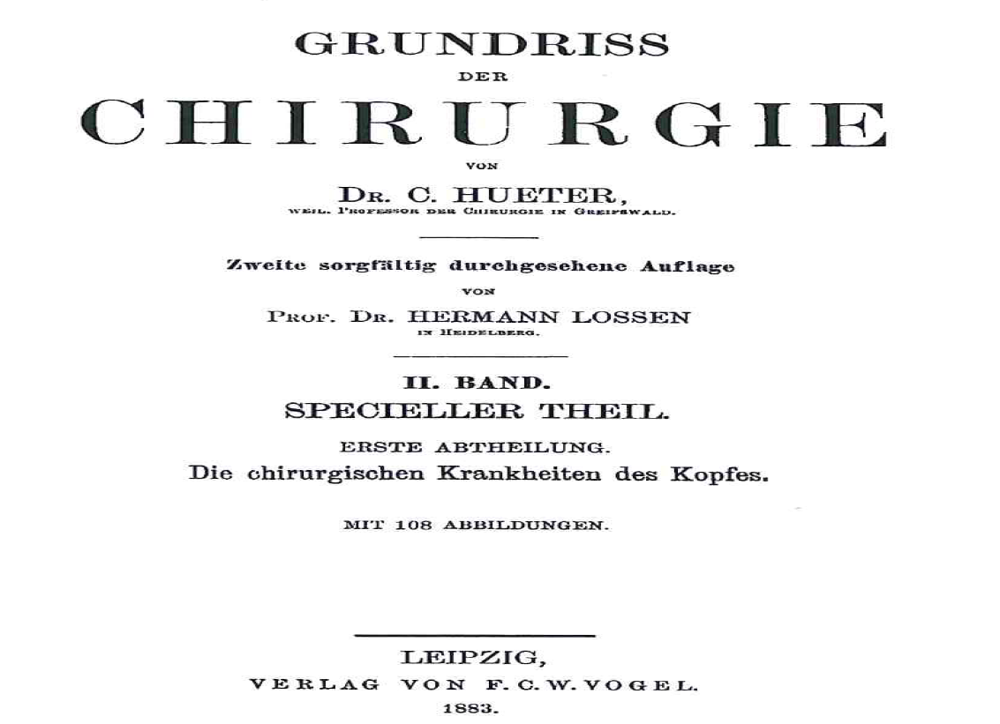 GRUNDRISS
DER
CHIRURGIE
VON
DR. C. HUETER,
WEIL. PROFESSOR DER CHIRURGIE IN GREIFSWALD.
Zweite sorgfältig durchgesehene Auflage
VON
PROF. DR. HERMANN LOSSEN
IN HEIDELBERG.
II. BAND.
SPECIELLER THEIL.
ERSTE ABTHEILUNG.
Die chirurgischen Krankheiten des Kopfes.
MIT 108 ABBILDUNGEN.
LEIPZIG,
VERLAG VON F. C. W. VOGEL.
1883.